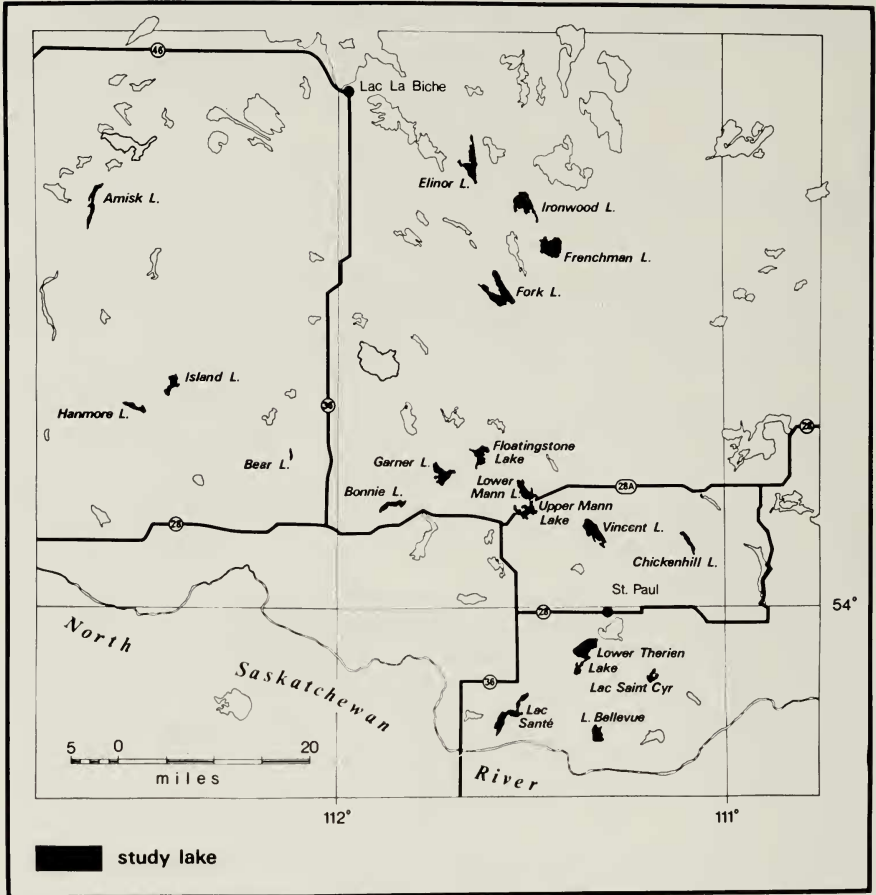 46
Lac La Biche
Elinor L.
Amisk L.
Ironwood L.
Frenchman L.
Fork L.
Island L.
Hanmore L.
36
28
Bear L.
Garner L.
Floatingstone
Lake
Lower
Mann L.
28A
Bonnie L.
Upper Mann
Lake
28
Vincent L.
Chickenhill L.
St. Paul
54°
28
North
Saskatchewan
River
Lower Therien
Lake
Lac Saint Cyr
36
Lac
Santé
L. Bellevue
5 0 20
miles
112°
111°
study lake